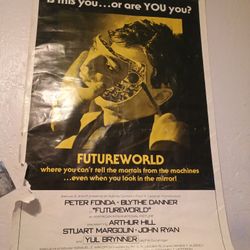 Is this you...or are YOU you?
FUTUREWORLD
where you can't tell the mortals from the machines
...even when you look in the mirror!
PETER FONDA · BLYTHE DANNER
"FUTUREWORLD"
ARTHUR HILL
STUART MARGOLIN · JOHN RYAN
and YUL BRYNNER